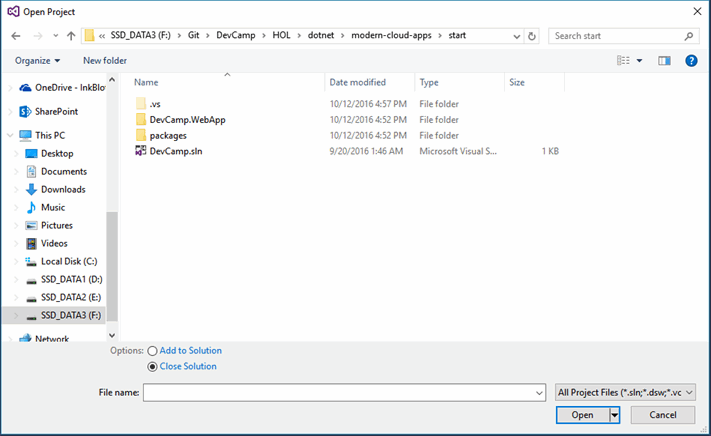 Open Project
« SSD_DATA3 (F:) > Git > DevCamp > HOL > dotnet > modern-cloud-apps > start
Search start
Organize
New folder
?
Name
Date modified
Type
Size
OneDrive - InkBlo
SharePoint
This PC
Desktop
Documents
Downloads
Music
Pictures
Videos
Local Disk (C:)
SSD_DATA1 (D:)
SSD_DATA2 (E:)
SSD_DATA3 (F:)
Network
.vs 10/12/2016 4:57 PM File folder
DevCamp.WebApp 10/12/2016 4:52 PM File folder
packages 10/12/2016 4:52 PM File folder
DevCamp.sln 9/20/2016 1:46 AM Microsoft Visual S... 1 KB
Options: Add to Solution
Close Solution
File name:
All Project Files (*.sln;*.dsw;*.vc
Open
Cancel